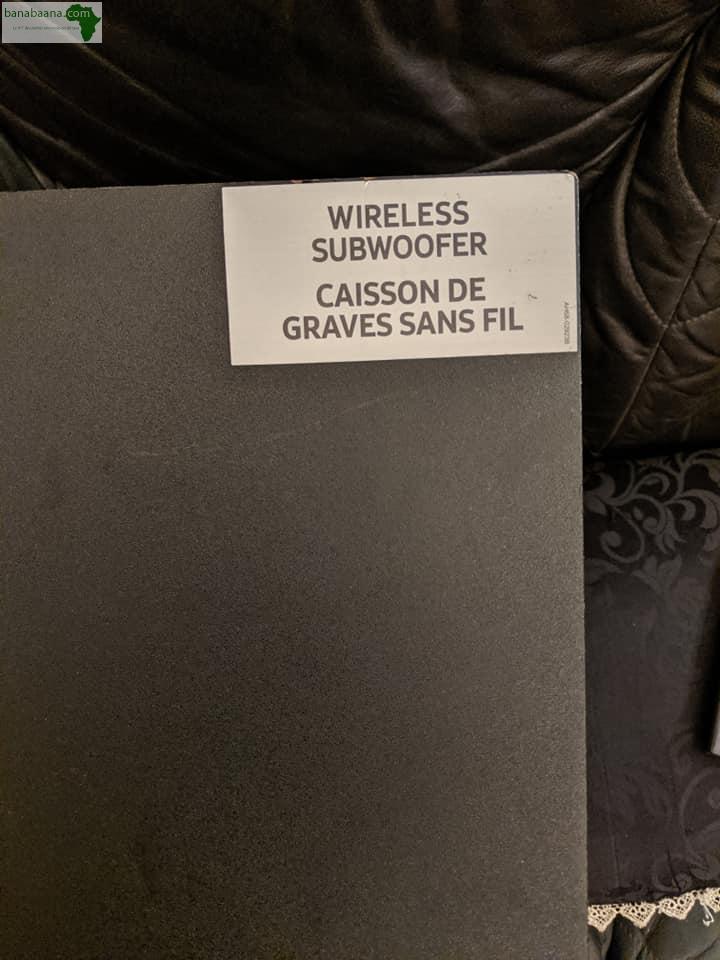 banabaana.com
WIRELESS
SUBWOOFER
CAISSON DE
GRAVES SANS FIL